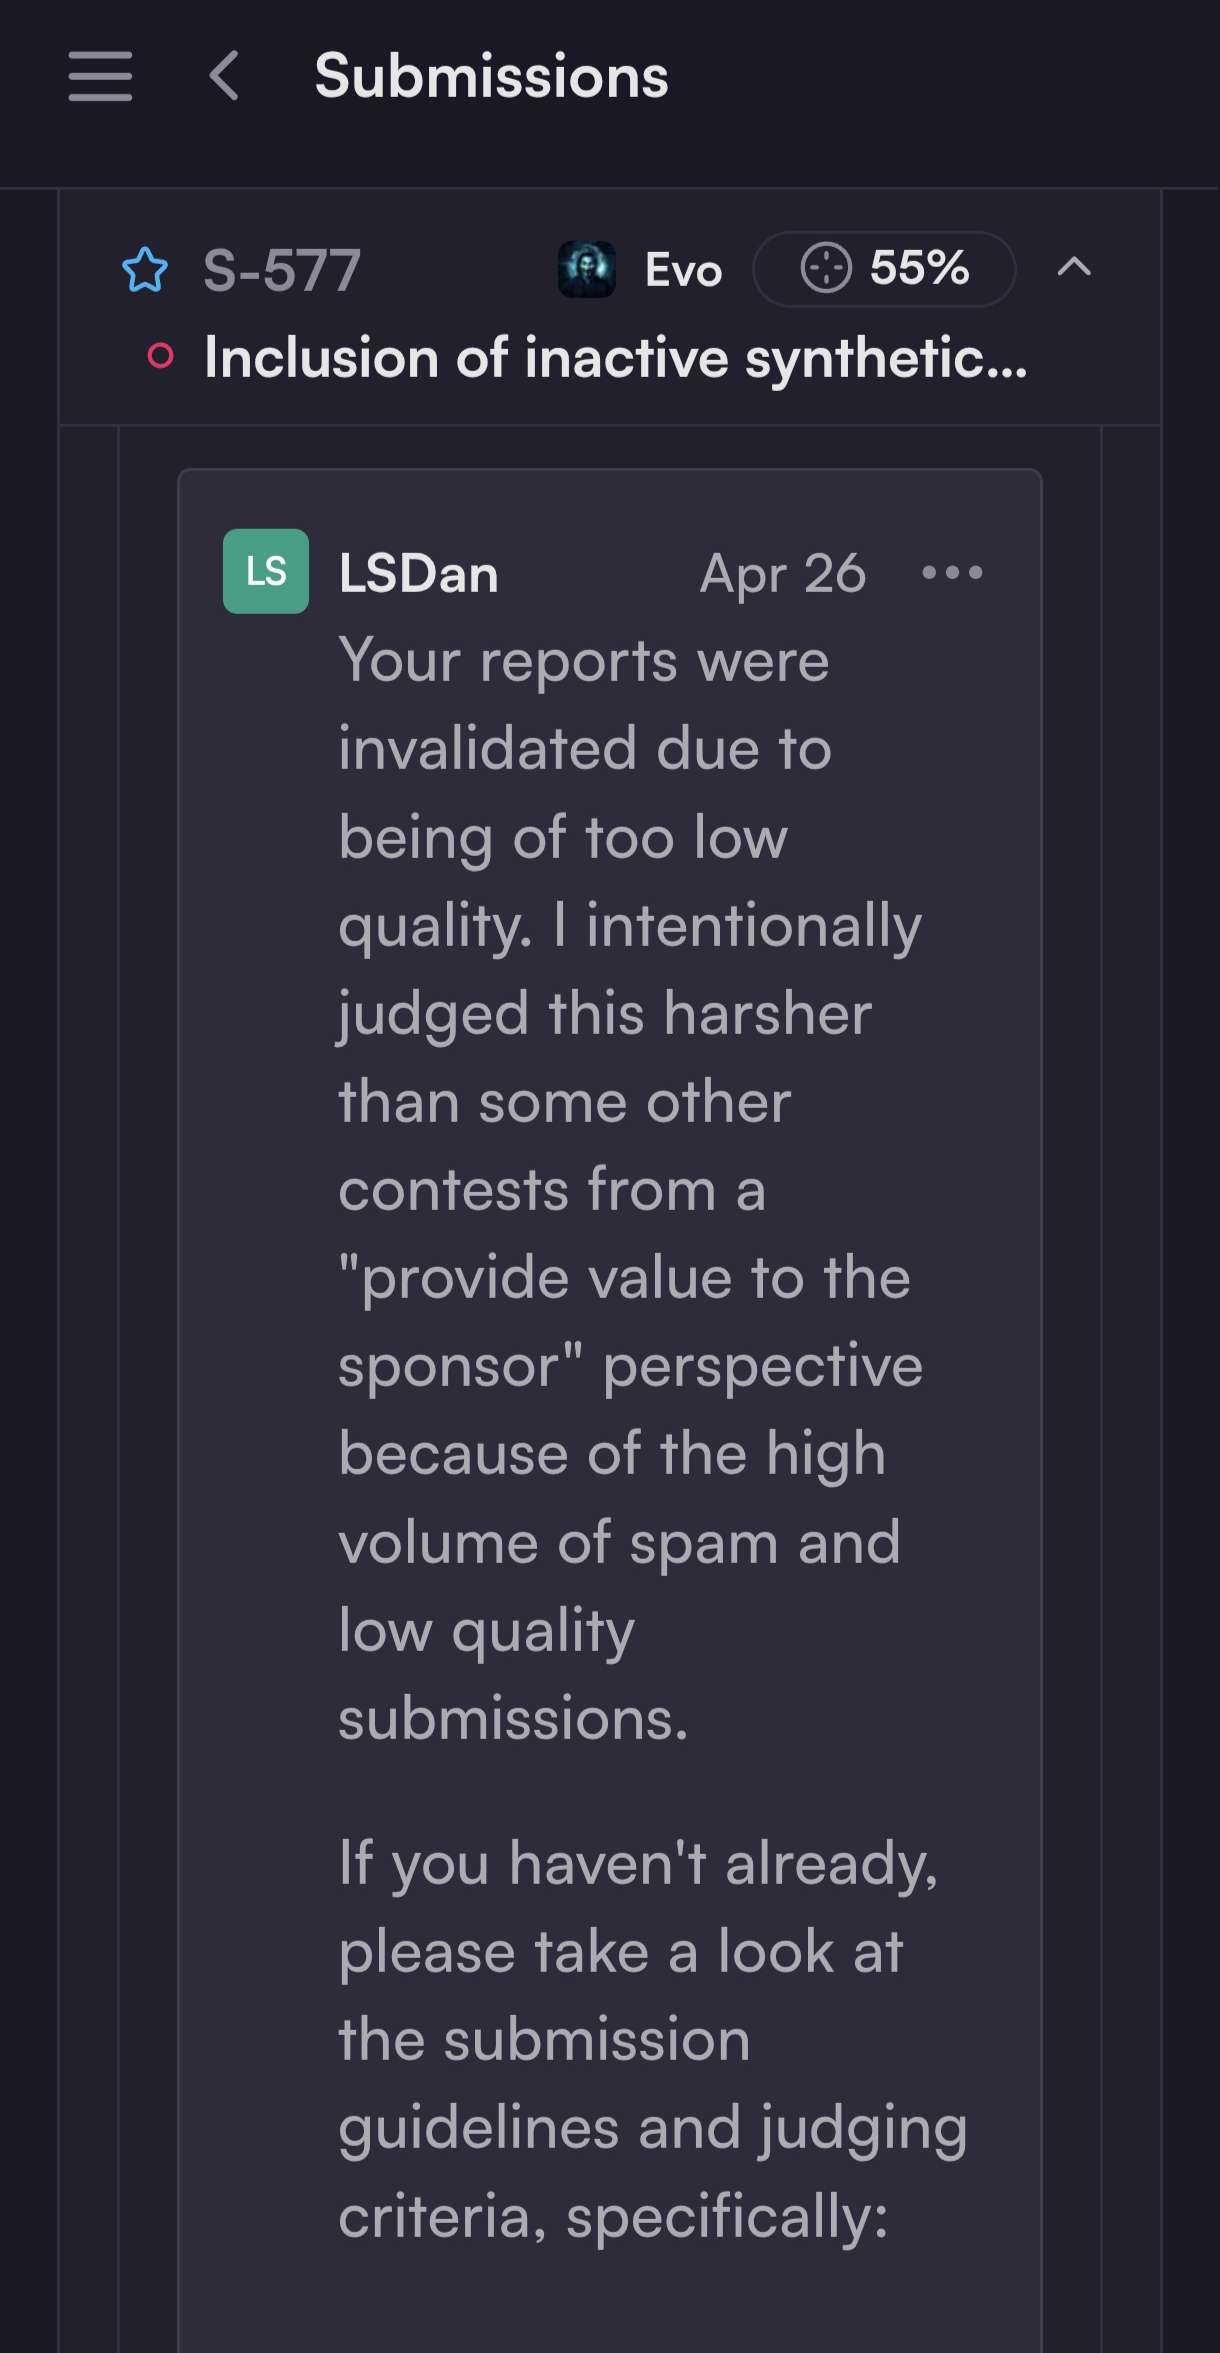 Submissions
S-577 Evo 55%
Inclusion of inactive synthetic...
LS LSDan Apr 26
Your reports were
invalidated due to
being of too low
quality. I intentionally
judged this harsher
than some other
contests from a
"provide value to the
sponsor" perspective
because of the high
volume of spam and
low quality
submissions.
If you haven't already,
please take a look at
the submission
guidelines and judging
criteria, specifically: